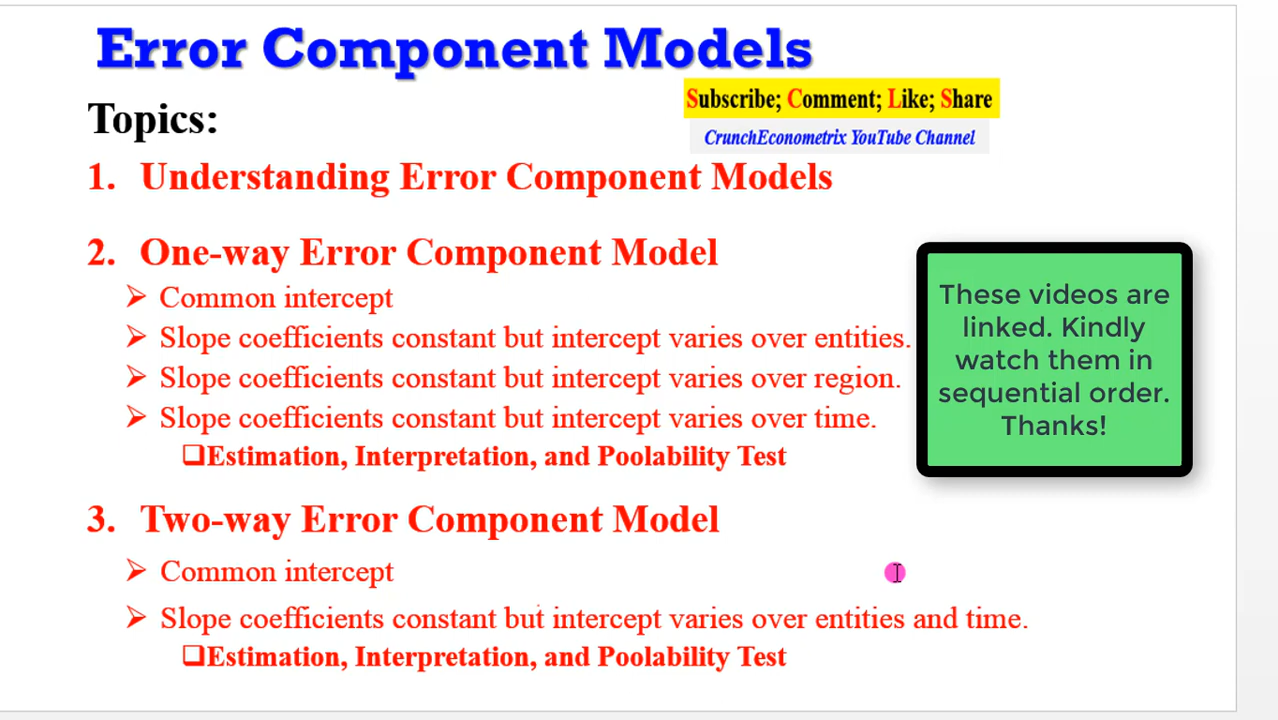 Error Component Models
Subscribe; Comment; Like; Share
CrunchEconometrix YouTube Channel
Topics:
1. Understanding Error Component Models
2. One-way Error Component Model
➢ Common intercept
➢ Slope coefficients constant but intercept varies over entities.
➢ Slope coefficients constant but intercept varies over region.
➢ Slope coefficients constant but intercept varies over time.
❑Estimation, Interpretation, and Poolability Test
These videos are
linked. Kindly
watch them in
sequential order.
Thanks!
3. Two-way Error Component Model
➢ Common intercept
➢ Slope coefficients constant but intercept varies over entities and time.
❑Estimation, Interpretation, and Poolability Test